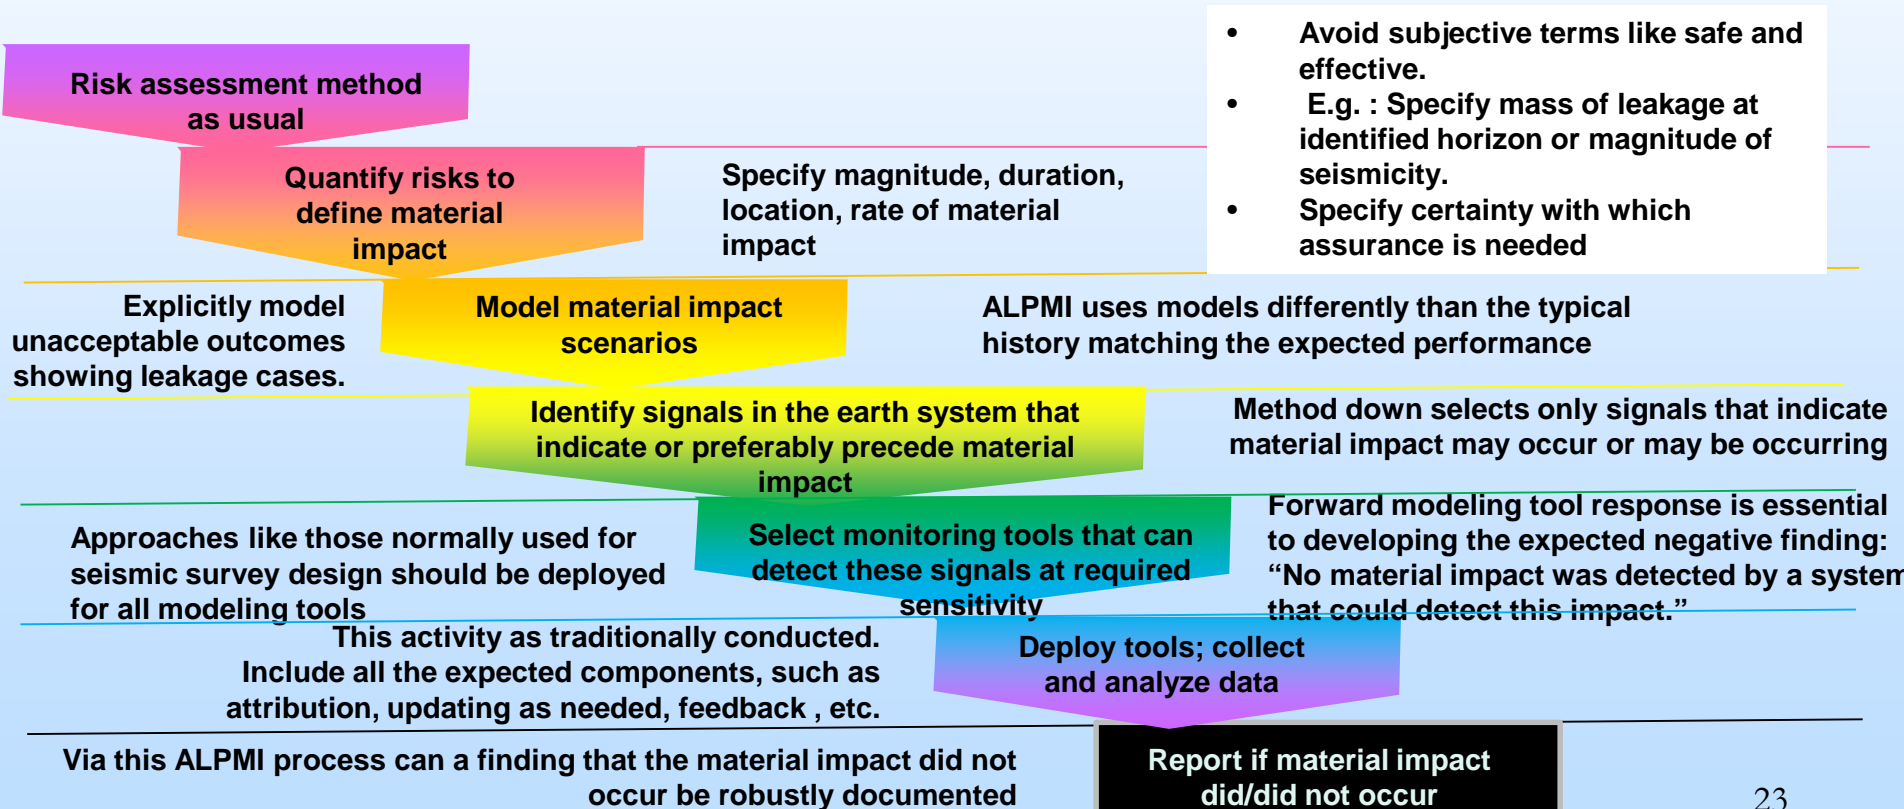 • Avoid subjective terms like safe and
effective.
• E.g. : Specify mass of leakage at
identified horizon or magnitude of
seismicity.
• Specify certainty with which
assurance is needed
Risk assessment method
as usual
Quantify risks to
define material
impact
Specify magnitude, duration,
location, rate of material
impact
Explicitly model
unacceptable outcomes
showing leakage cases.
Model material impact
scenarios
ALPMI uses models differently than the typical
history matching the expected performance
Identify signals in the earth system that
indicate or preferably precede material
impact
Method down selects only signals that indicate
material impact may occur or may be occurring
Approaches like those normally used for
seismic survey design should be deployed
for all modeling tools
Select monitoring tools that can
detect these signals at required
sensitivity
Forward modeling tool response is essential
to developing the expected negative finding:
“No material impact was detected by a system
that could detect this impact.”
This activity as traditionally conducted.
Include all the expected components, such as
attribution, updating as needed, feedback , etc.
Deploy tools; collect
and analyze data
Via this ALPMI process can a finding that the material impact did not
occur be robustly documented
Report if material impact
did/did not occur
23